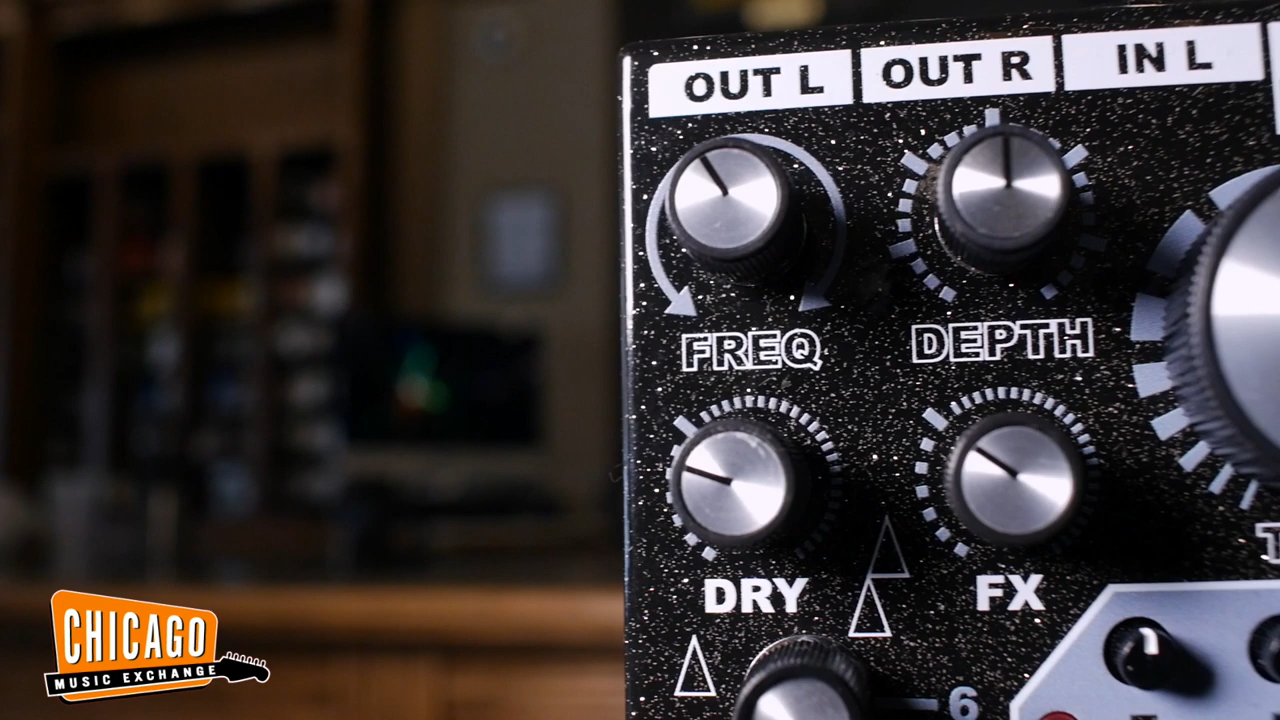 OUT L
OUT R
IN L
FREQ
DEPTH
DRY
FX
6
CHICAGO
MUSIC EXCHANGE